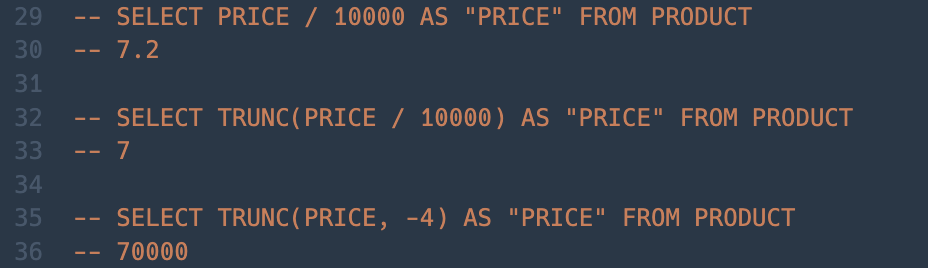 29 -- SELECT PRICE / 10000 AS "PRICE" FROM PRODUCT
30 -- 7.2
31
32 -- SELECT TRUNC(PRICE / 10000) AS "PRICE" FROM PRODUCT
33 -- 7
34
35 -- SELECT TRUNC(PRICE, -4) AS "PRICE" FROM PRODUCT
36 -- 70000